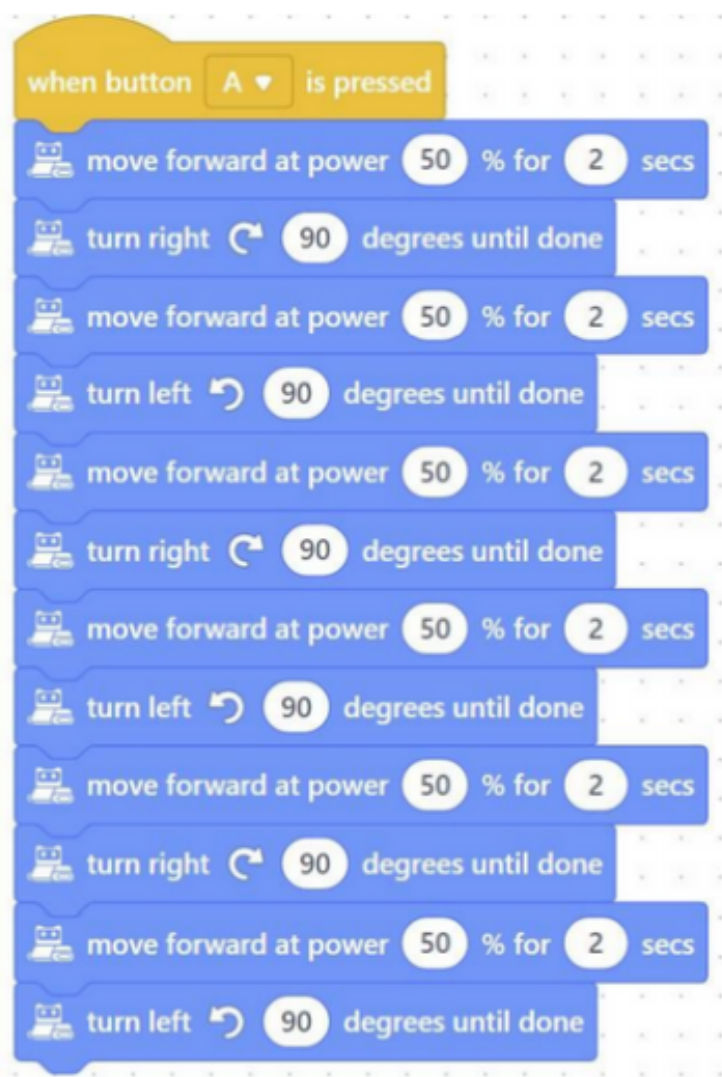 when button A is pressed
move forward at power 50 % for 2 secs
turn right 90 degrees until done
move forward at power 50 % for 2 secs
turn left 90 degrees until done
move forward at power 50 % for 2 secs
turn right 90 degrees until done
move forward at power 50 % for 2 secs
turn left 90 degrees until done
move forward at power 50 % for 2 secs
turn right 90 degrees until done
move forward at power 50 % for 2 secs
turn left 90 degrees until done